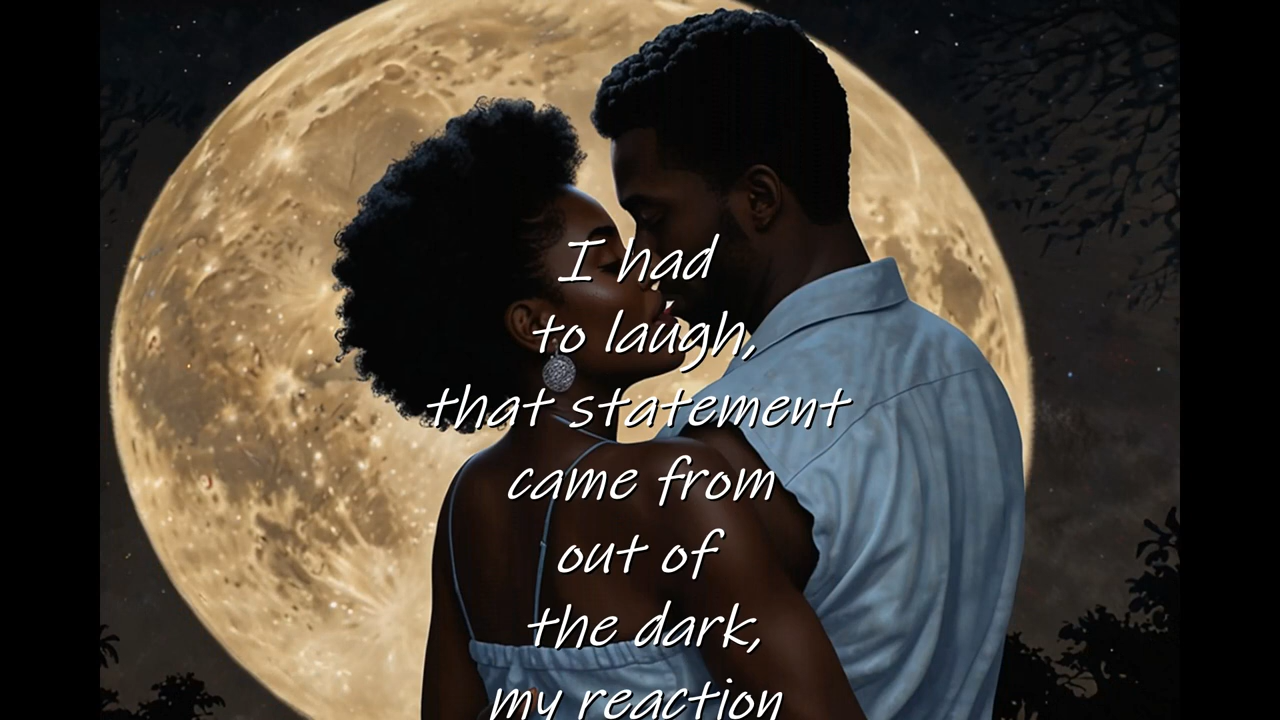 I had
to laugh,
that statement
came from
out of
the dark,
my reaction